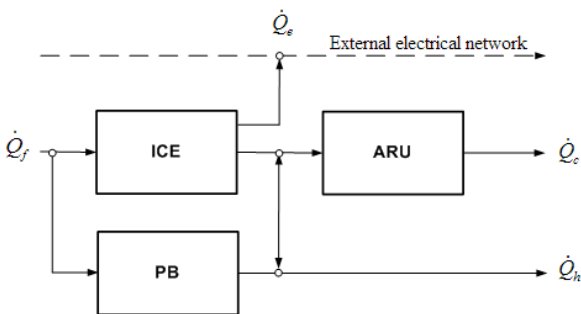 Q̇e
External electrical network
Q̇f
ICE
ARU
Q̇c
PB
Q̇h